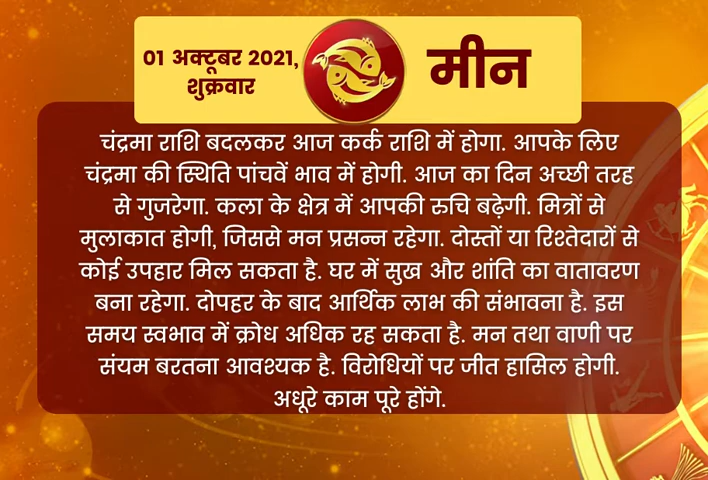 01 अक्टूबर 2021,
शुक्रवार
मीन
चंद्रमा राशि बदलकर आज कर्क राशि में होगा. आपके लिए
चंद्रमा की स्थिति पांचवें भाव में होगी. आज का दिन अच्छी तरह
से गुजरेगा. कला के क्षेत्र में आपकी रुचि बढ़ेगी. मित्रों से
मुलाकात होगी, जिससे मन प्रसन्न रहेगा. दोस्तों या रिश्तेदारों से
कोई उपहार मिल सकता है. घर में सुख और शांति का वातावरण
बना रहेगा. दोपहर के बाद आर्थिक लाभ की संभावना है. इस
समय स्वभाव में क्रोध अधिक रह सकता है. मन तथा वाणी पर
संयम बरतना आवश्यक है. विरोधियों पर जीत हासिल होगी.
अधूरे काम पूरे होंगे.